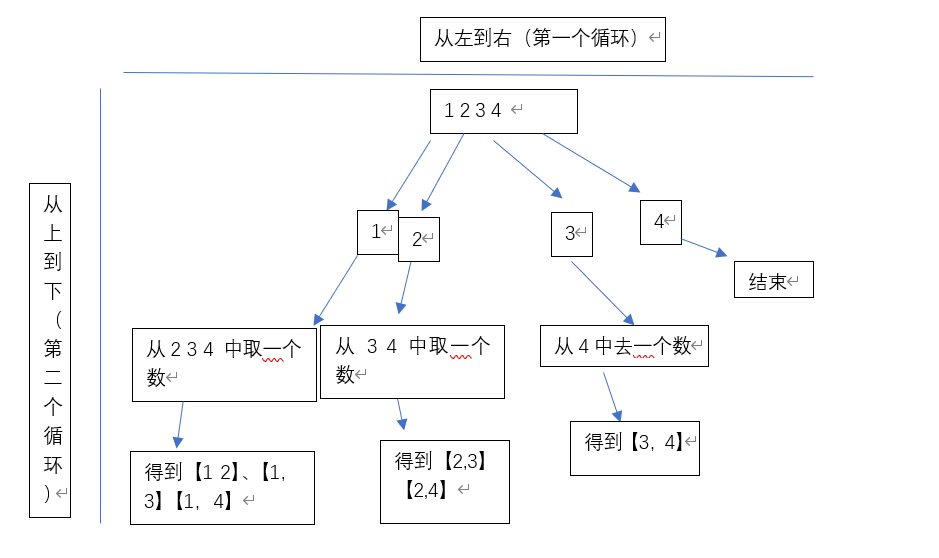 从左到右（第一个循环）
1 2 3 4
从上到下（第二个循环）
1
2
3
4
结束
从 2 3 4 中取一个
数
从 3 4 中取一个
数
从 4 中去一个数
得到【1 2】、【1,
3】【1, 4】
得到【2,3】
【2,4】
得到【3, 4】